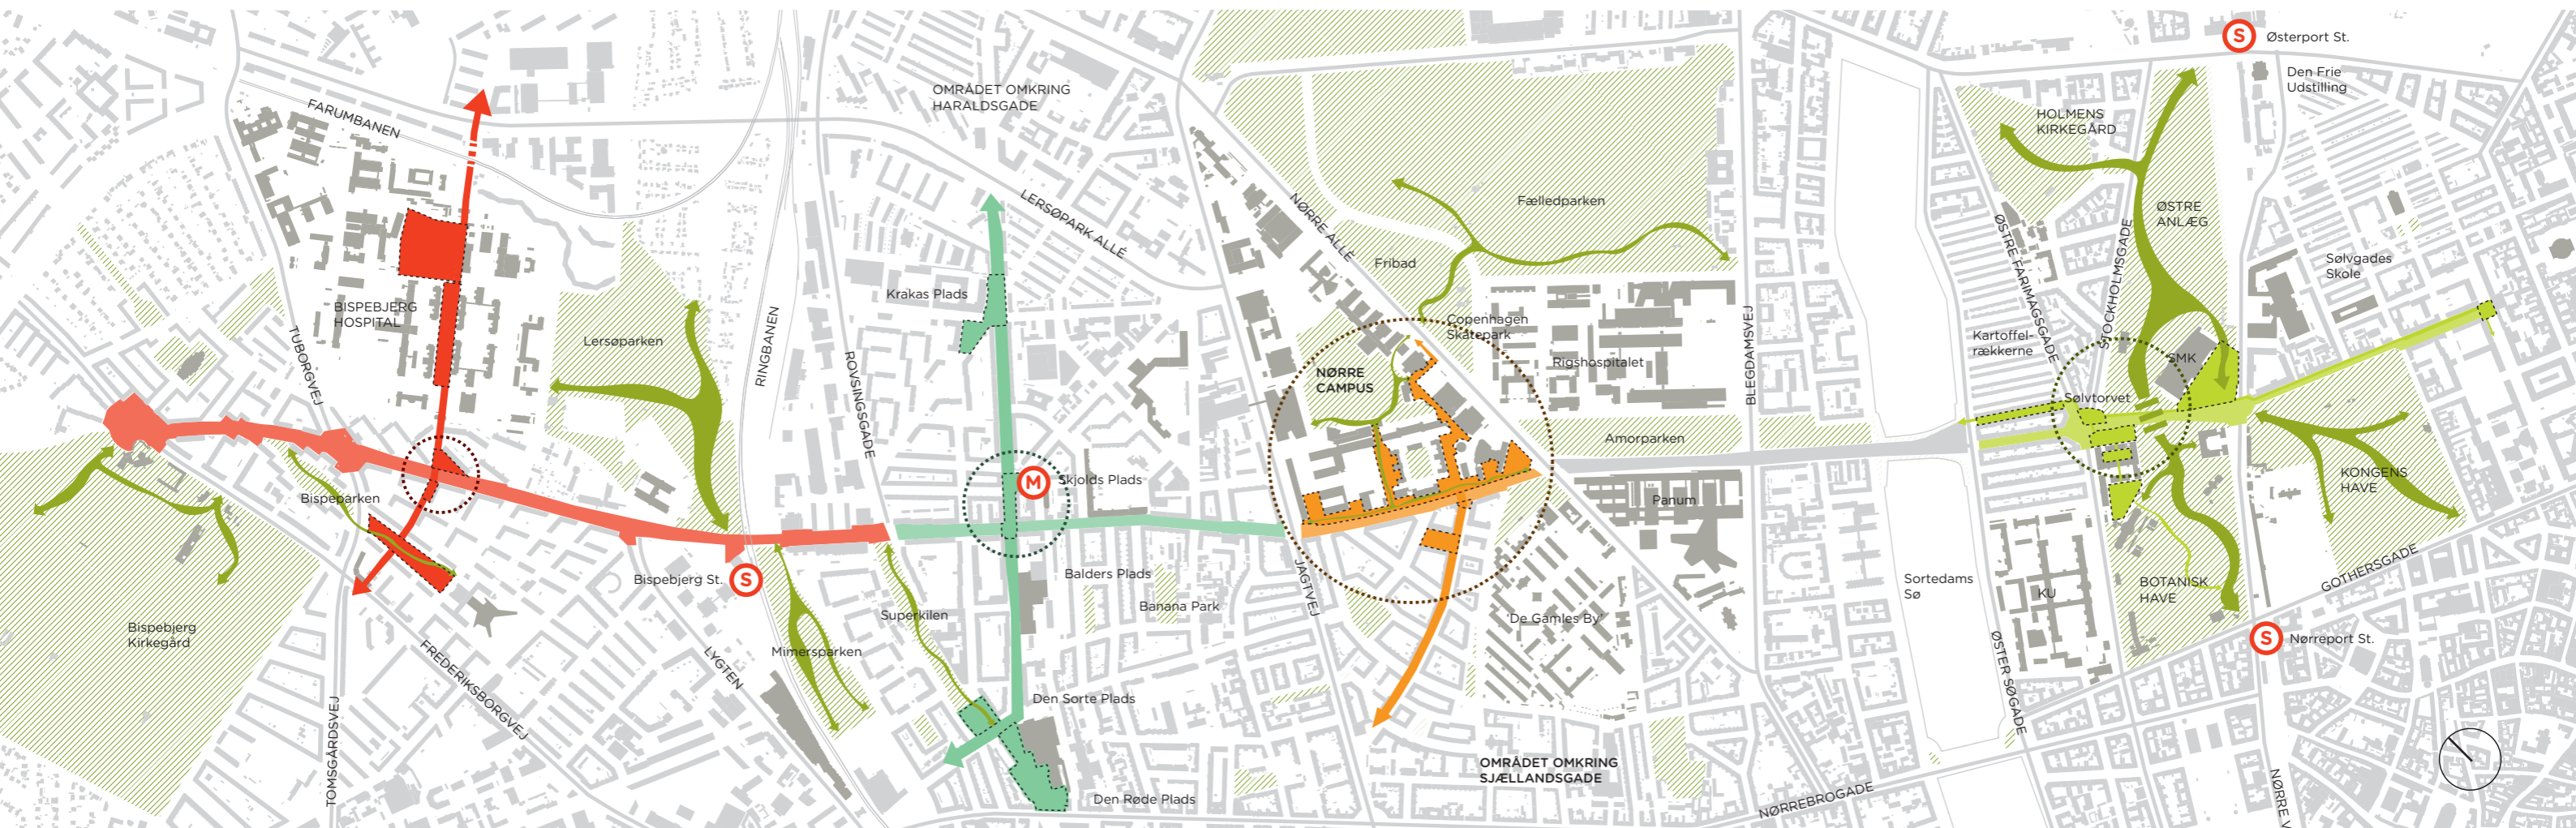 FARUMBANEN
BISPEBJERG
HOSPITAL
TUBORGVEJ
Lersøparken
RINGBANEN
ROVSINGSGADE
Bispeparken
Bispebjerg
Kirkegård
TOMSGÅRDSVEJ
FREDERIKSBORGVEJ
Bispebjerg St.
S
LYGTEN
Mimersparken
Superkilen
OMRÅDET OMKRING
HARALDSGADE
LERSØPARK ALLÉ
Krakas Plads
M
Skjolds Plads
Balders Plads
Banana Park
Den Sorte Plads
Den Røde Plads
JAGTVEJ
NØRRE ALLÉ
Fælledparken
Fribad
Copenhagen
Skatepark
NØRRE
CAMPUS
Rigshospitalet
BLEGDAMSVEJ
Amorparken
Panum
'De Gamles By'
OMRÅDET OMKRING
SJÆLLANDSGADE
NØRREBROGADE
Sortedams
Sø
ØSTER SØGADE
S
Østerport St.
Den Frie
Udstilling
HOLMENS
KIRKEGÅRD
ØSTRE
ANLÆG
ØSTRE FARIMAGSGADE
STOCKHOLMSGADE
Sølvgades
Skole
Kartoffel-
rækkerne
SMK
Sølvtorvet
KONGENS
HAVE
GOTHERSGADE
KU
BOTANISK
HAVE
S
Nørreport St.
NØRRE V